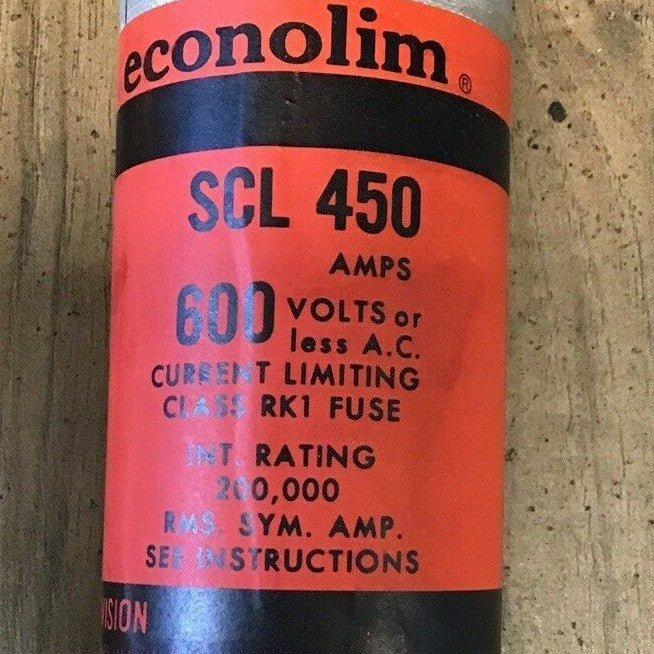 econolim®
SCL 450
AMPS
600 VOLTS or
less A.C.
CURRENT LIMITING
CLASS RK1 FUSE
INT. RATING
200,000
RMS. SYM. AMP.
SEE INSTRUCTIONS